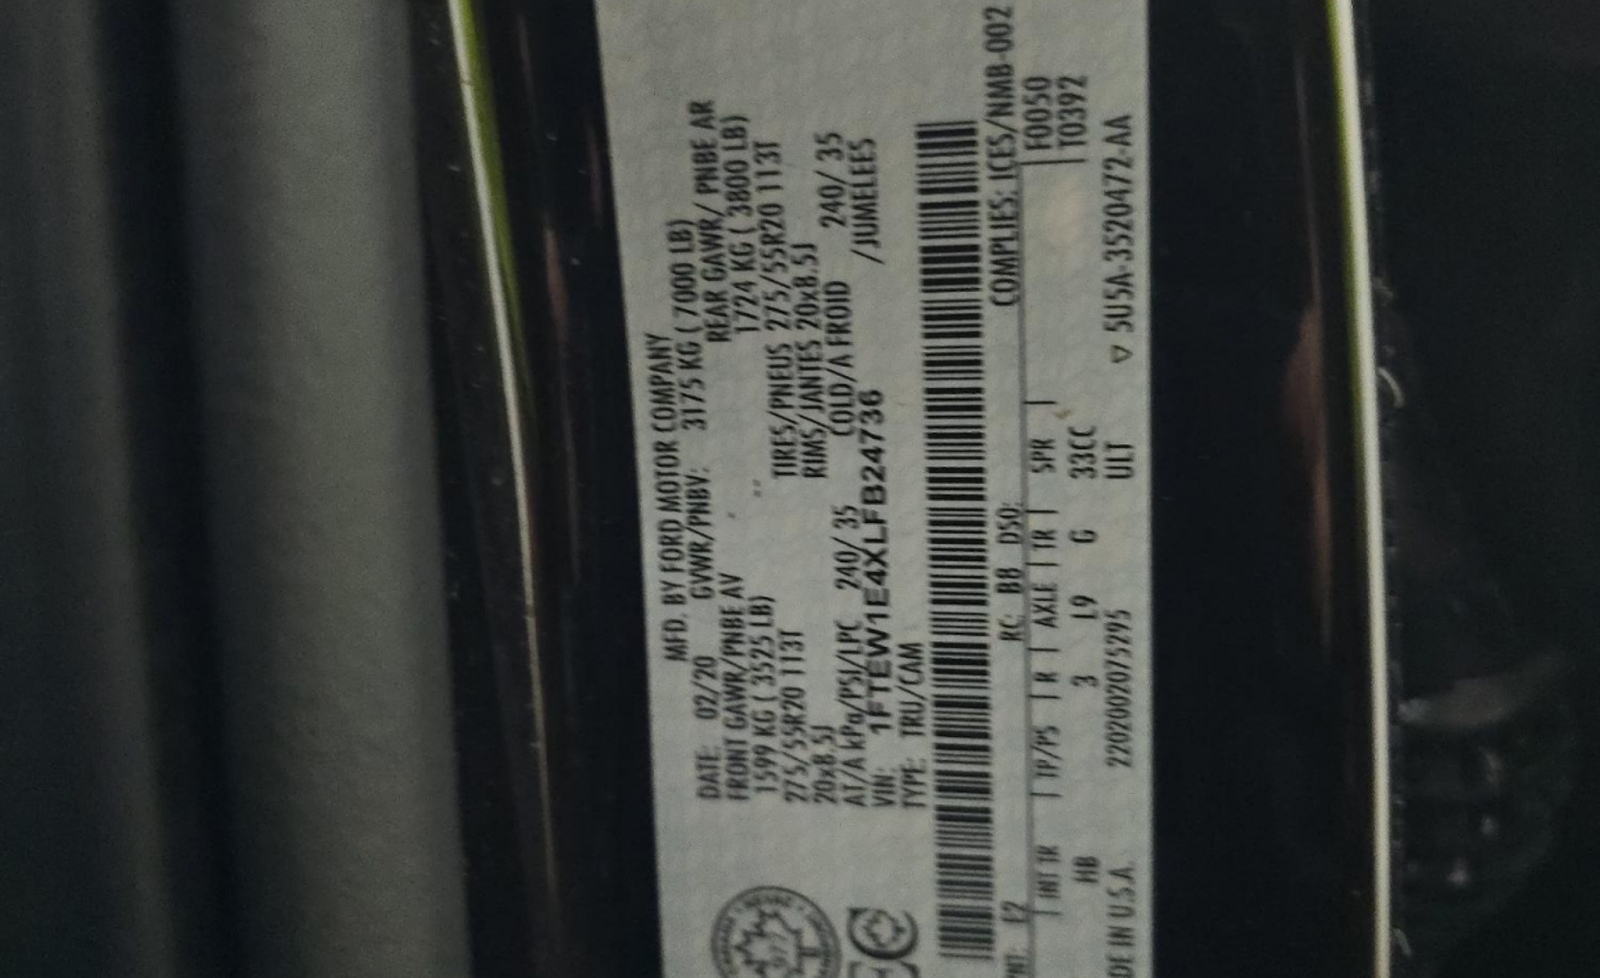 MFD. BY FORD MOTOR COMPANY
DATE: 02/20 GVWR/PNBV: 3175 KG ( 7000 LB)
FRONT GAWR/PNBE AV REAR GAWR/ PNBE AR
1599 KG ( 3525 LB) 1724 KG ( 3800 LB)
275/55R20 113T TIRES/PNEUS 275/55R20 113T
20x8.5J RIMS/JANTES 20x8.5J
AT/A kPa/PSI/LPC 240/ 35 COLD/A FROID 240/ 35
VIN: 1FTEW1E4XLFB24736 /JUMELEES
TYPE: TRU/CAM
E2 RC: BB DSO: COMPLIES: ICES/NMB-002
INT TR TP/PS R AXLE TR SPR F0050
HB 3 L9 G 33CC T0392
DE IN U.S.A. 2202002075295 ULT ▽ 5U5A-3520472-AA